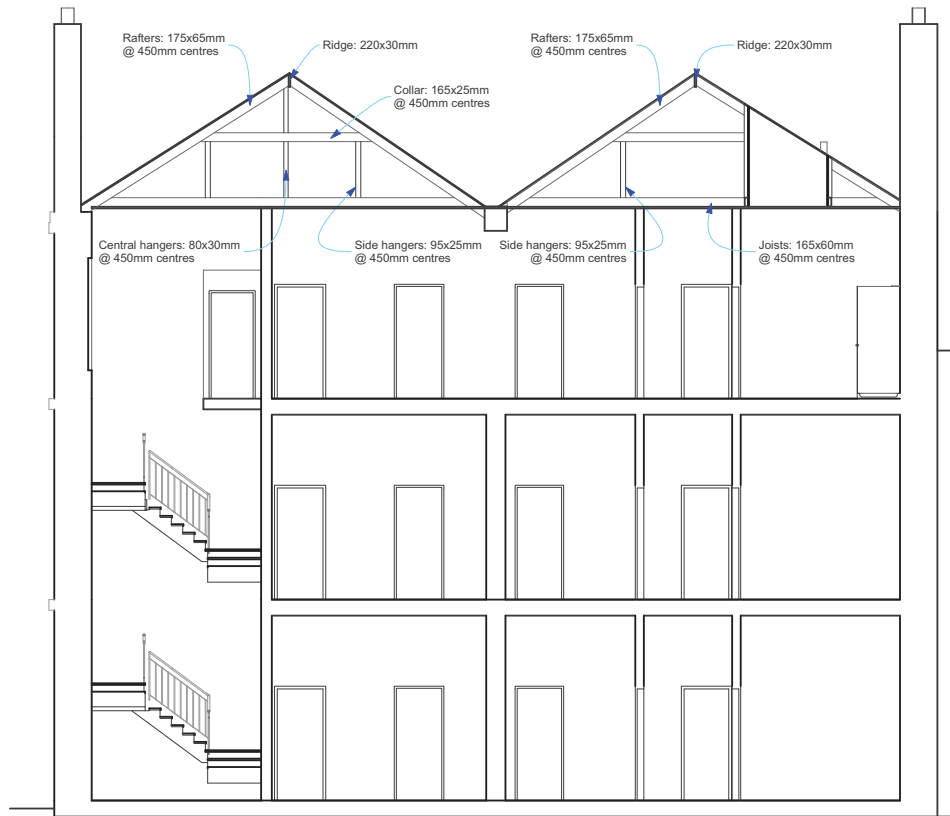 Rafters: 175x65mm
@ 450mm centres
Ridge: 220x30mm
Collar: 165x25mm
@ 450mm centres
Rafters: 175x65mm
@ 450mm centres
Ridge: 220x30mm
Central hangers: 80x30mm
@ 450mm centres
Side hangers: 95x25mm
@ 450mm centres
Side hangers: 95x25mm
@ 450mm centres
Joists: 165x60mm
@ 450mm centres